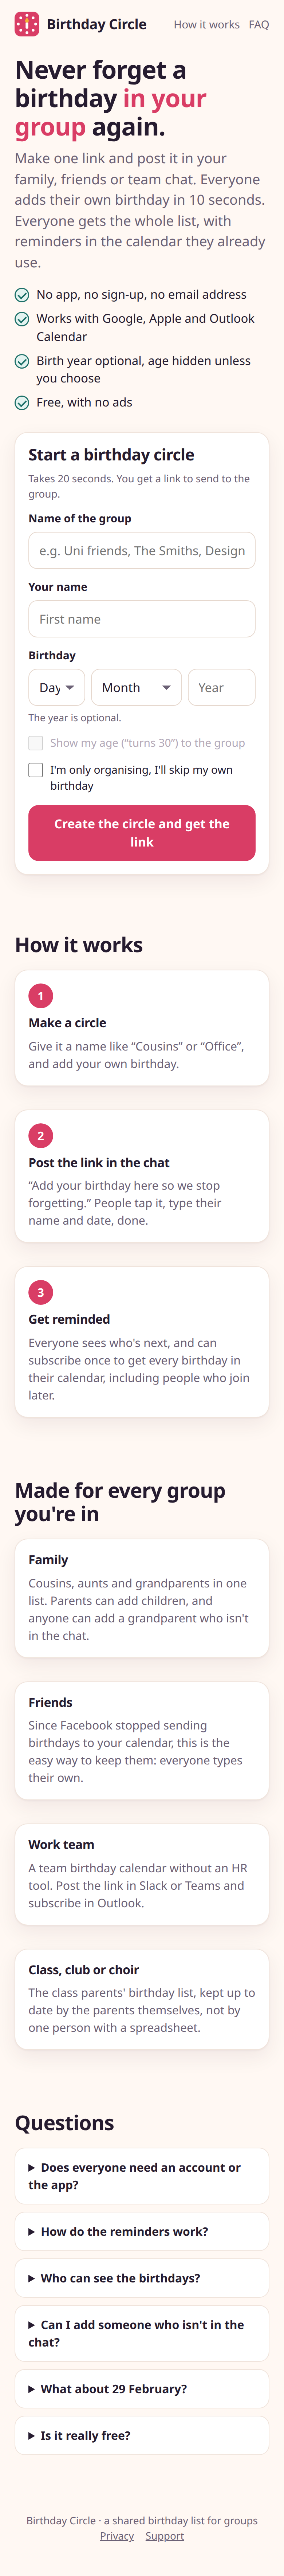 Birthday Circle
How it works
FAQ
Never forget a
birthday in your
group again.
Make one link and post it in your
family, friends or team chat. Everyone
adds their own birthday in 10 seconds.
Everyone gets the whole list, with
reminders in the calendar they already
use.
No app, no sign-up, no email address
Works with Google, Apple and Outlook
Calendar
Birth year optional, age hidden unless
you choose
Free, with no ads
Start a birthday circle
Takes 20 seconds. You get a link to send to the
group.
Name of the group
e.g. Uni friends, The Smiths, Design
Your name
First name
Birthday
Day
Month
Year
The year is optional.
Show my age (“turns 30”) to the group
I'm only organising, I'll skip my own
birthday
Create the circle and get the
link
How it works
1
Make a circle
Give it a name like “Cousins” or “Office”,
and add your own birthday.
2
Post the link in the chat
“Add your birthday here so we stop
forgetting.” People tap it, type their
name and date, done.
3
Get reminded
Everyone sees who's next, and can
subscribe once to get every birthday in
their calendar, including people who join
later.
Made for every group
you're in
Family
Cousins, aunts and grandparents in one
list. Parents can add children, and
anyone can add a grandparent who isn't
in the chat.
Friends
Since Facebook stopped sending
birthdays to your calendar, this is the
easy way to keep them: everyone types
their own.
Work team
A team birthday calendar without an HR
tool. Post the link in Slack or Teams and
subscribe in Outlook.
Class, club or choir
The class parents' birthday list, kept up to
date by the parents themselves, not by
one person with a spreadsheet.
Questions
Does everyone need an account or
the app?
How do the reminders work?
Who can see the birthdays?
Can I add someone who isn't in the
chat?
What about 29 February?
Is it really free?
Birthday Circle · a shared birthday list for groups
Privacy Support